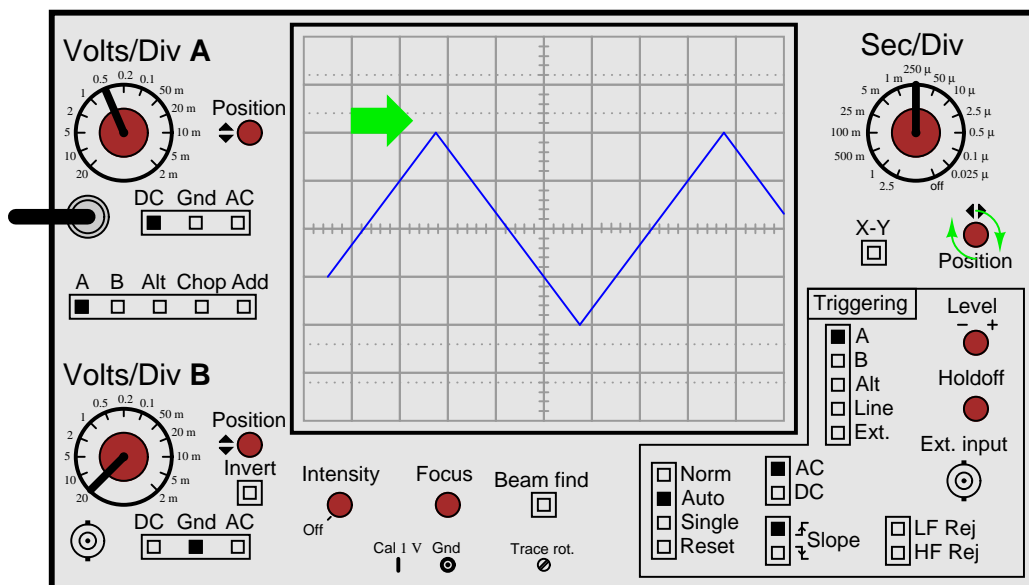 Volts/Div A
0.5 0.2 0.1
1 50 m
2 20 m
5 10 m
10 5 m
20 2 m
Position
DC Gnd AC
A B Alt Chop Add
Volts/Div B
0.5 0.2 0.1
1 50 m
2 20 m
5 10 m
10 5 m
20 2 m
Position
Invert
DC Gnd AC
Intensity
Off
Focus
Beam find
Cal 1 V Gnd
Trace rot.
Sec/Div
250 µ
1 m 50 µ
5 m 10 µ
25 m 2.5 µ
100 m 0.5 µ
500 m 0.1 µ
1 0.025 µ
2.5 off
X-Y
Position
Triggering
A
B
Alt
Line
Ext.
Level
− +
Holdoff
Ext. input
Norm
Auto
Single
Reset
AC
DC
Slope
LF Rej
HF Rej